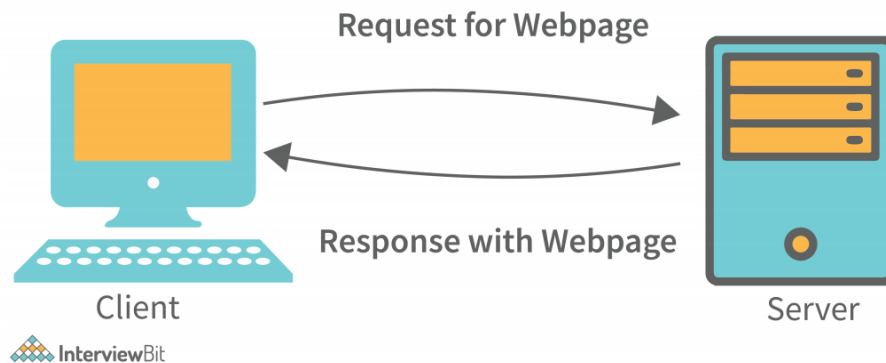 Request for Webpage
Response with Webpage
Client
Server
InterviewBit